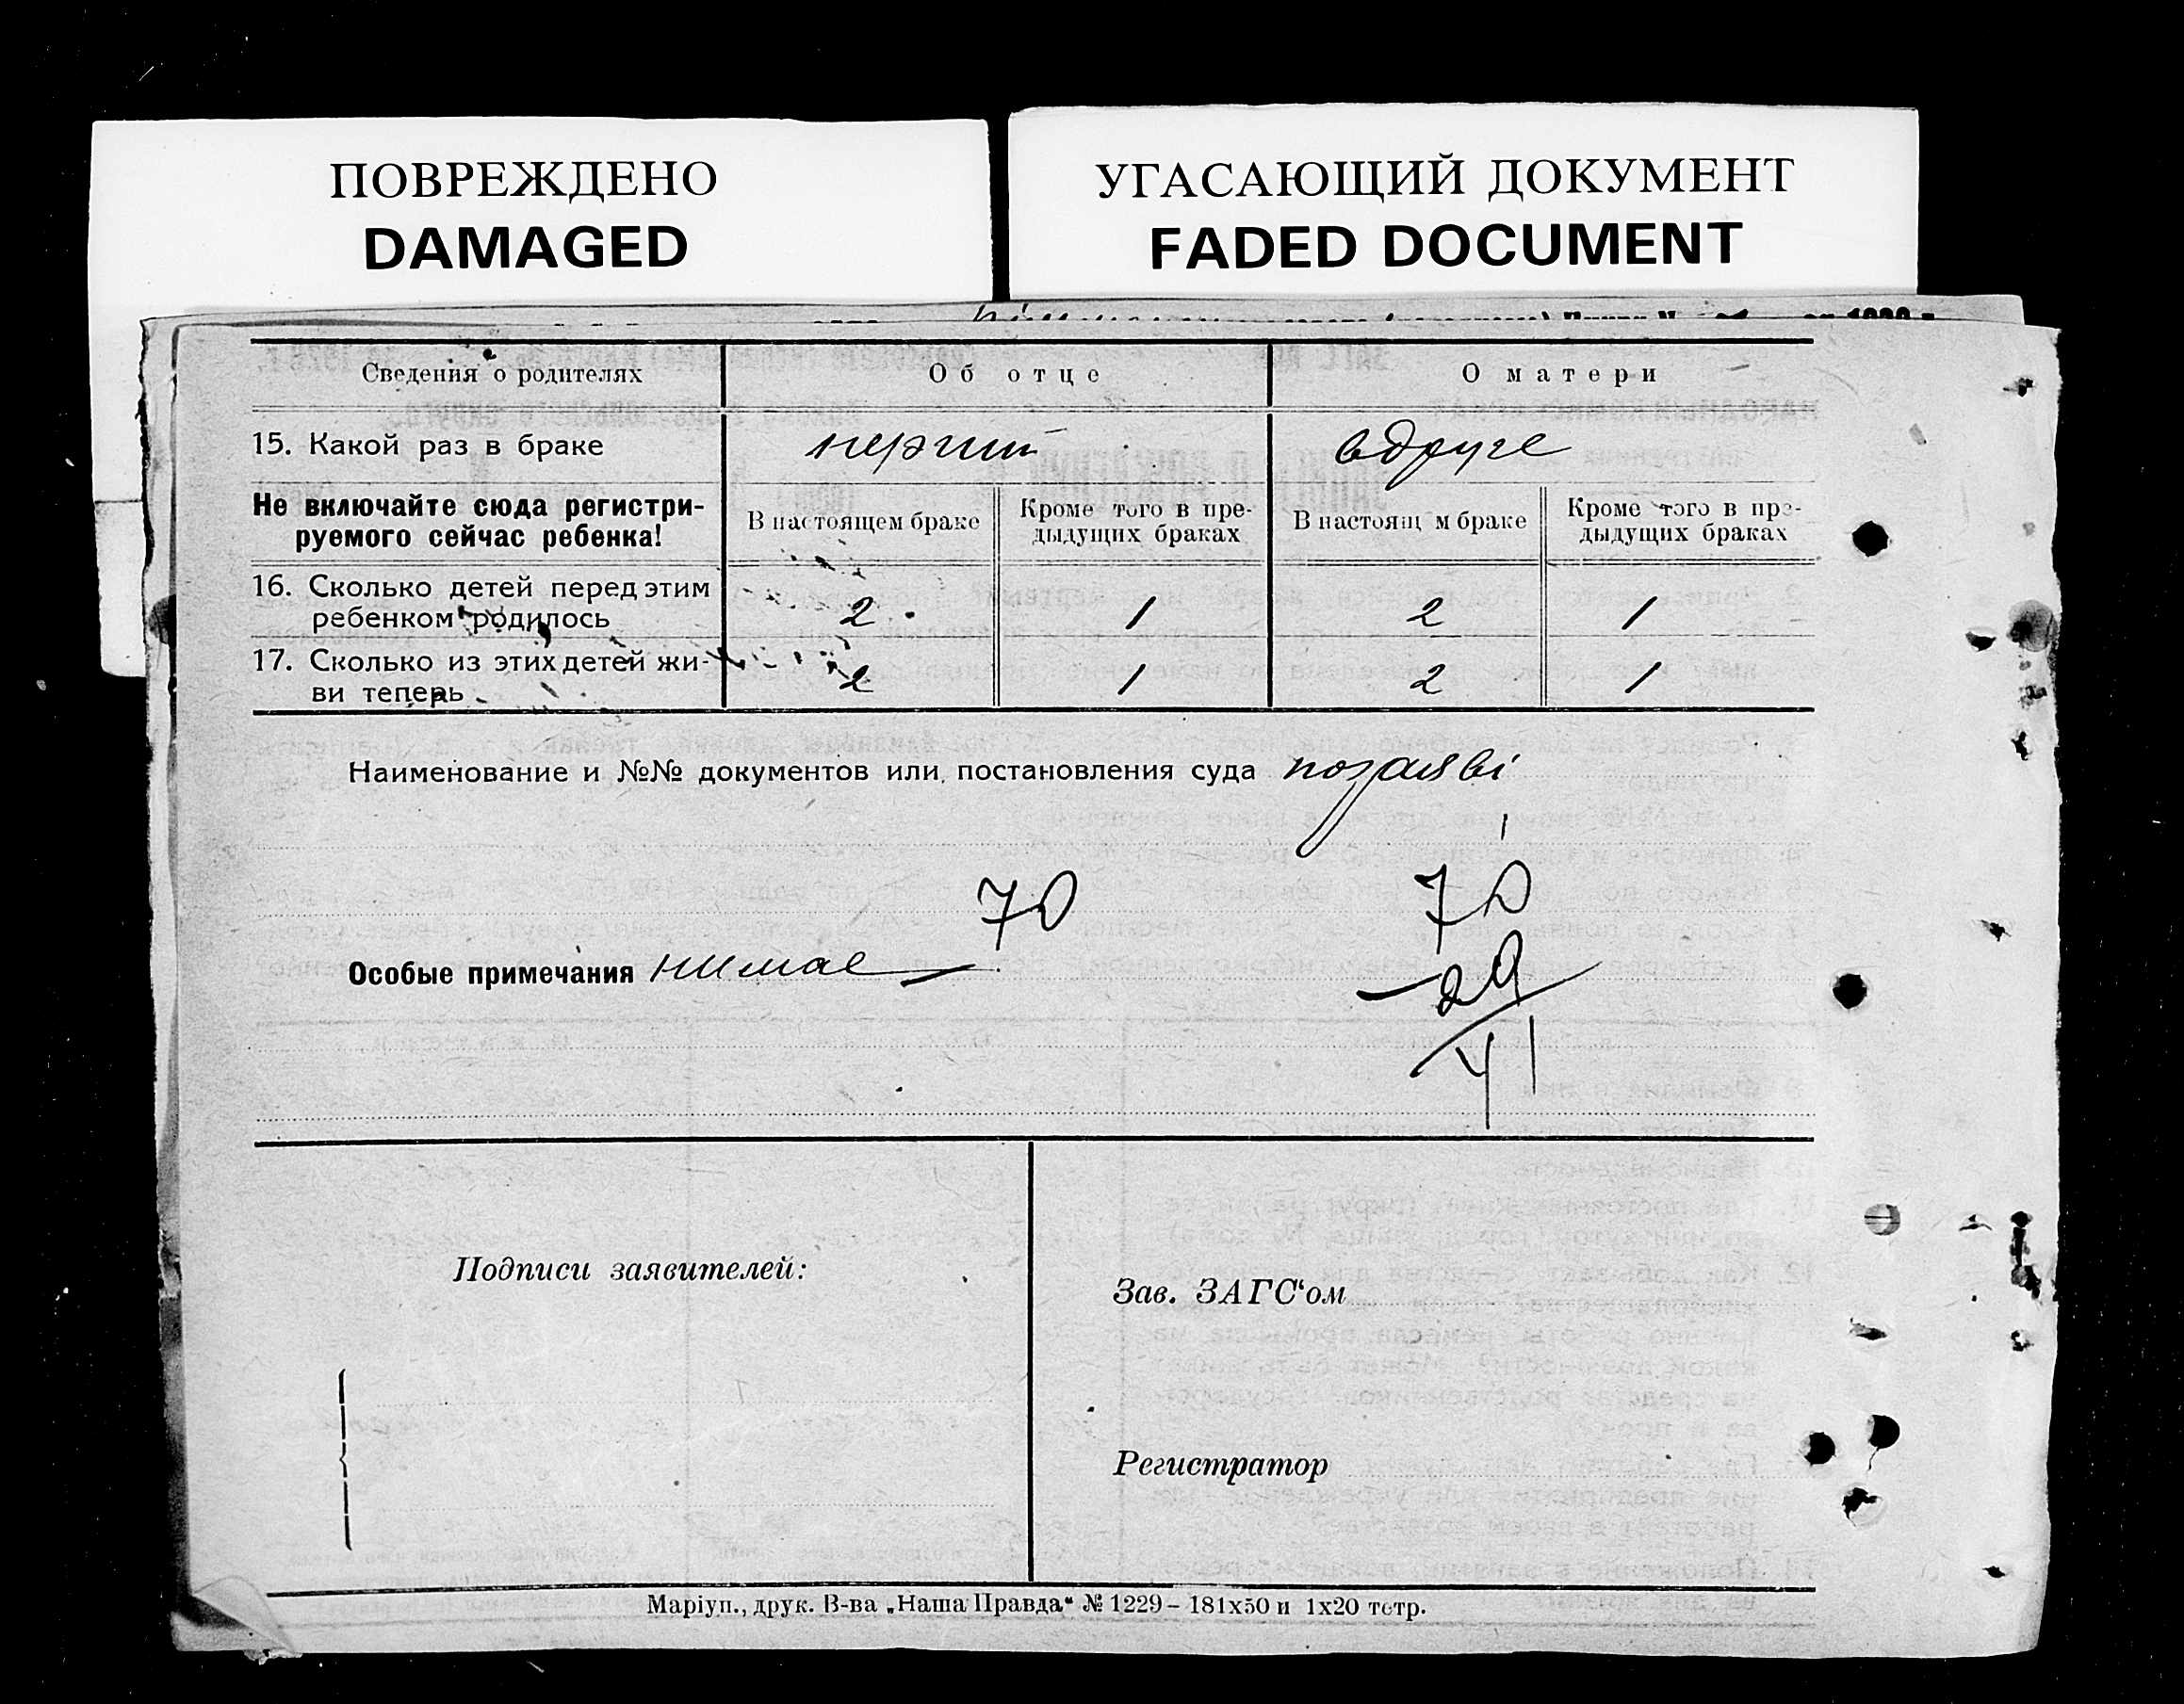 ПОВРЕЖДЕНО
DAMAGED
УГАСАЮЩИЙ ДОКУМЕНТ
FADED DOCUMENT
Сведения о родителях Об отце О матери
15. Какой раз в браке вдруге
Не включайте сюда регистри-
руемого сейчас ребенка!
В настоящем браке
Кроме того в пре-
дыдущих браках
В настоящ м браке
Кроме того в пре-
дыдущих браках
16. Сколько детей перед этим
ребенком родилось 2 1 2 1
17. Сколько из этих детей жи-
ви теперь 2 1 2 1
Наименование и №№ документов или постановления суда по заяві
70 70
Особые примечания нимае — — 29
41
Подписи заявителей:
Зав. ЗАГС‘ом
Регистратор
Маріуп., друк. В-ва „Наша Правда“ № 1229 – 181х50 и 1х20 тетр.